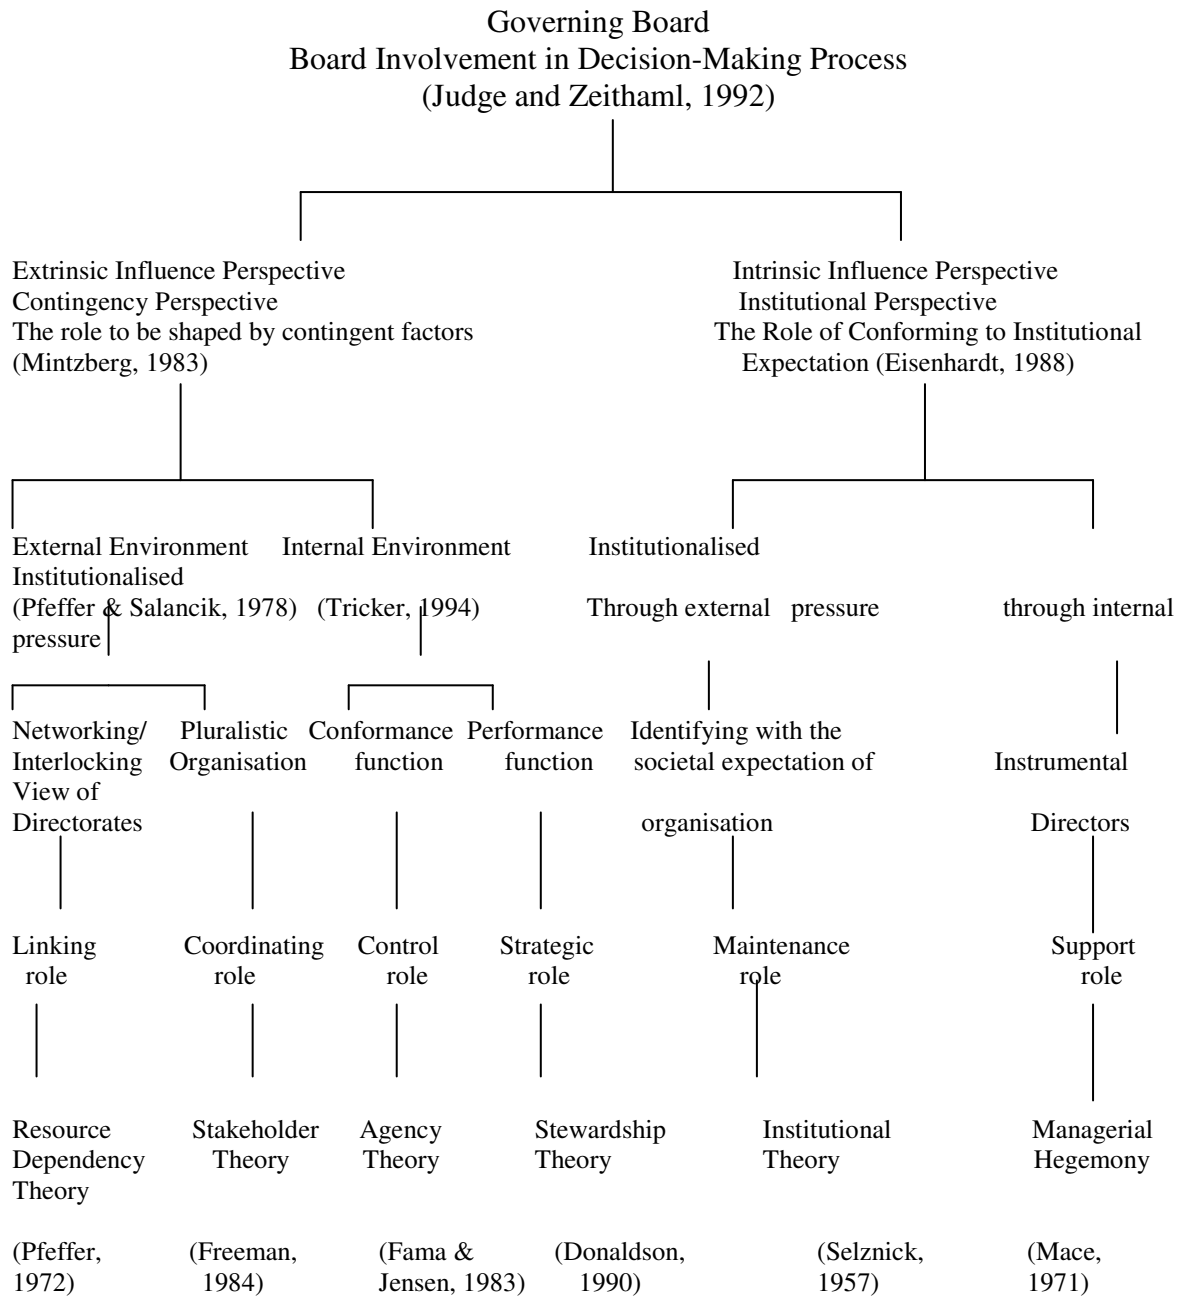 Governing Board
Board Involvement in Decision-Making Process
(Judge and Zeithaml, 1992)
Extrinsic Influence Perspective
Contingency Perspective
The role to be shaped by contingent factors
(Mintzberg, 1983)
Intrinsic Influence Perspective
Institutional Perspective
The Role of Conforming to Institutional
Expectation (Eisenhardt, 1988)
External Environment Internal Environment Institutionalised
Institutionalised
(Pfeffer & Salancik, 1978) (Tricker, 1994) Through external pressure through internal
pressure
Networking/ Pluralistic Conformance Performance Identifying with the
Interlocking Organisation function function societal expectation of Instrumental
View of
Directorates organisation Directors
Linking Coordinating Control Strategic Maintenance Support
role role role role role role
Resource Stakeholder Agency Stewardship Institutional Managerial
Dependency Theory Theory Theory Theory Hegemony
Theory
(Pfeffer, (Freeman, (Fama & (Donaldson, (Selznick, (Mace,
1972) 1984) Jensen, 1983) 1990) 1957) 1971)